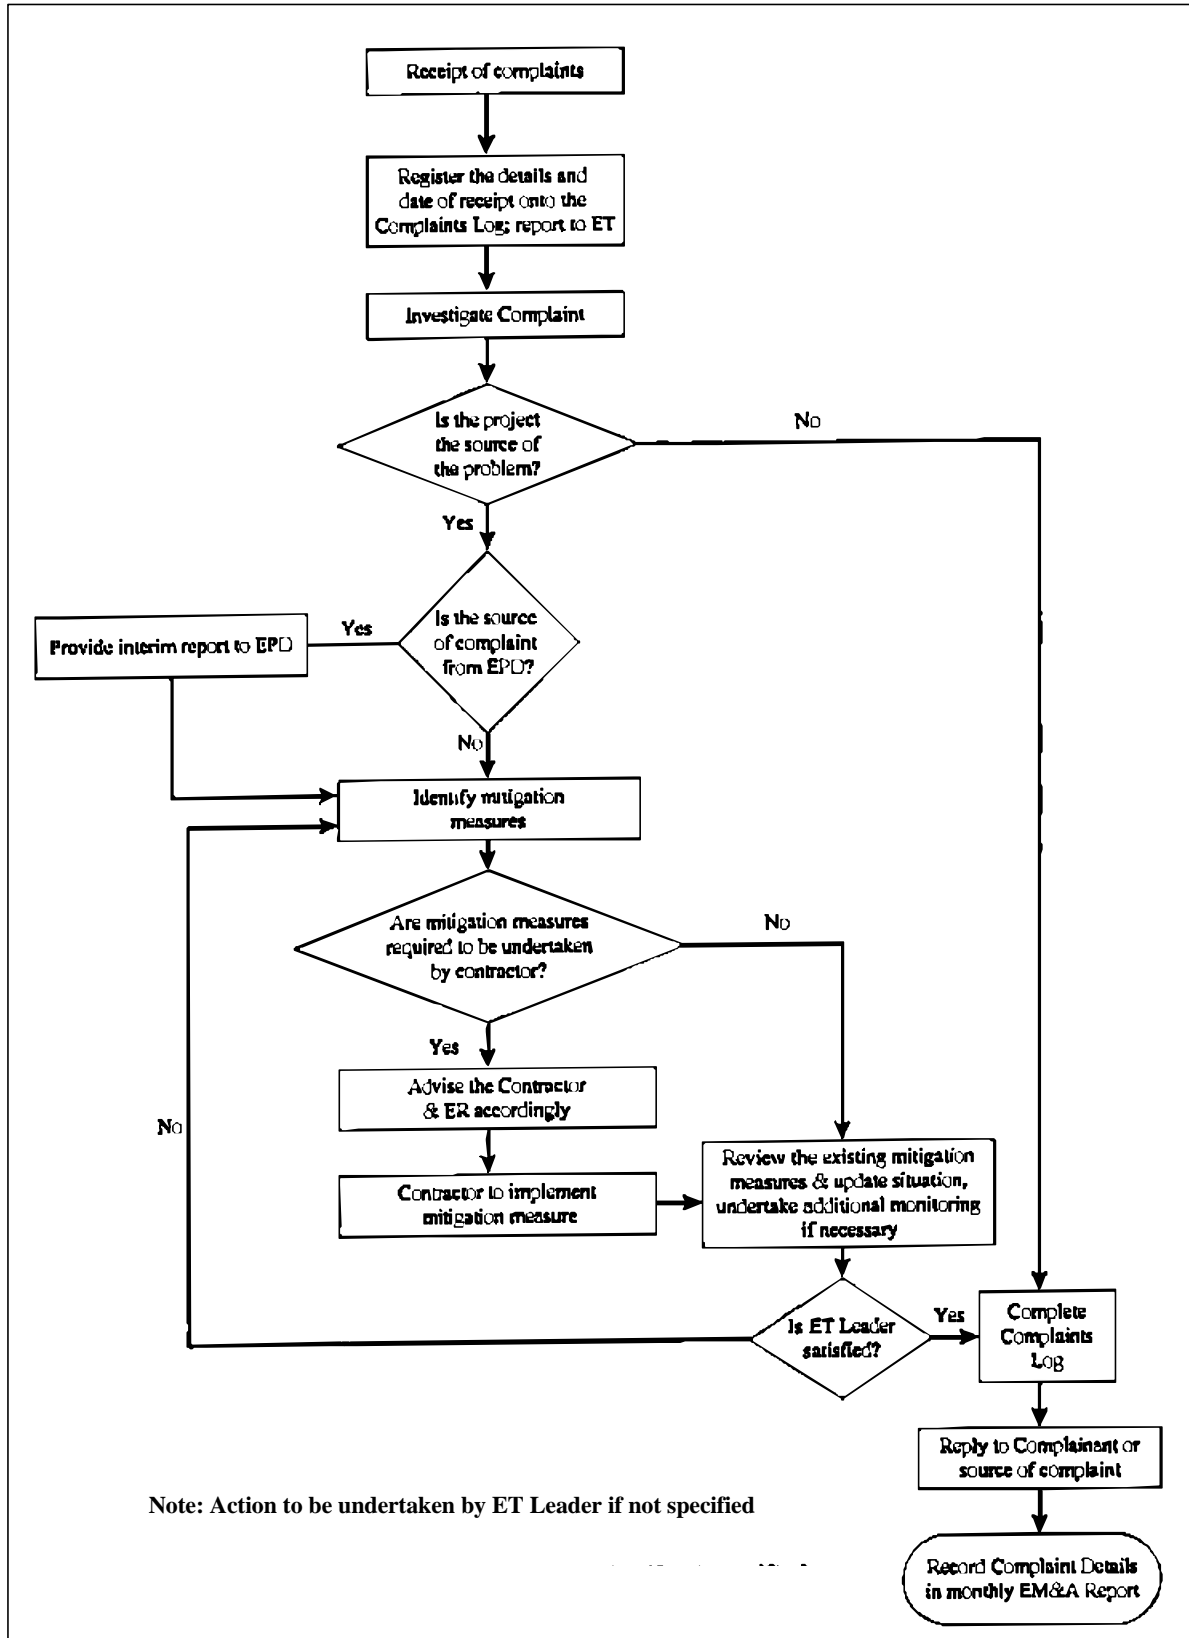 Receipt of complaints
Register the details and
date of receipt onto the
Complaints Log; report to ET
Investigate Complaint
Is the project
the source of
the problem?
No
Yes
Is the source
of complaint
from EPD?
Yes
Provide interim report to EPD
No
Identify mitigation
measures
Are mitigation measures
required to be undertaken
by contractor?
No
Yes
Advise the Contractor
& ER accordingly
No
Contractor to implement
mitigation measure
Review the existing mitigation
measures & update situation,
undertake additional monitoring
if necessary
Is ET Leader
satisfied?
Yes
Complete
Complaints
Log
Reply to Complainant or
source of complaint
Note: Action to be undertaken by ET Leader if not specified
Record Complaint Details
in monthly EM&A Report